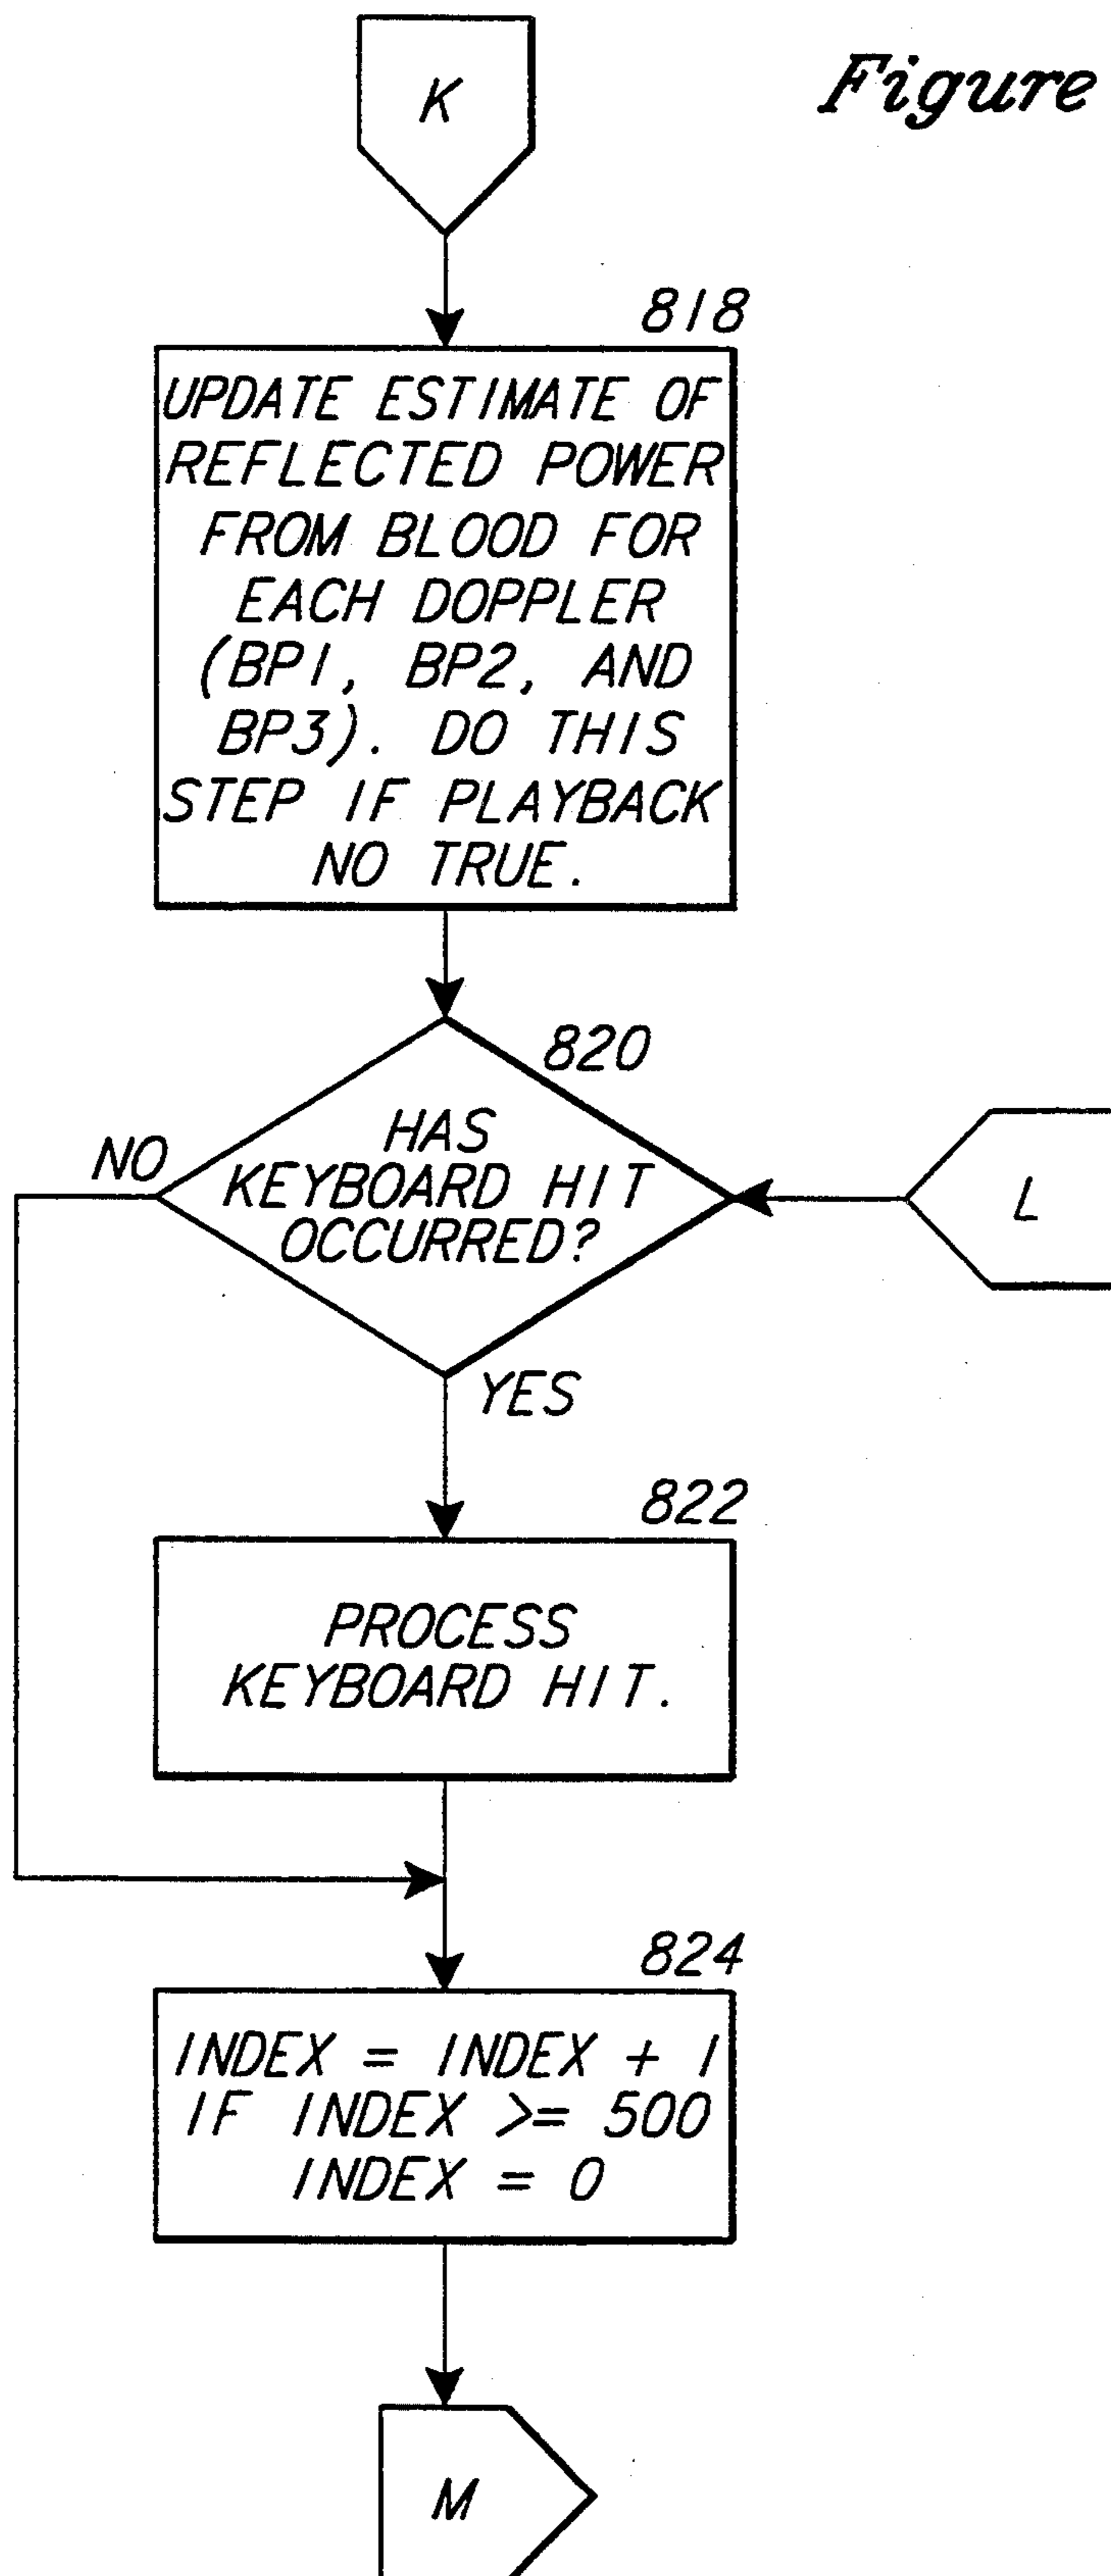 K
Figure
818
UPDATE ESTIMATE OF
REFLECTED POWER
FROM BLOOD FOR
EACH DOPPLER
(BP1, BP2, AND
BP3). DO THIS
STEP IF PLAYBACK
NO TRUE.
820
HAS
KEYBOARD HIT
OCCURRED?
NO
L
YES
822
PROCESS
KEYBOARD HIT.
824
INDEX = INDEX + 1
IF INDEX >= 500
INDEX = 0
M